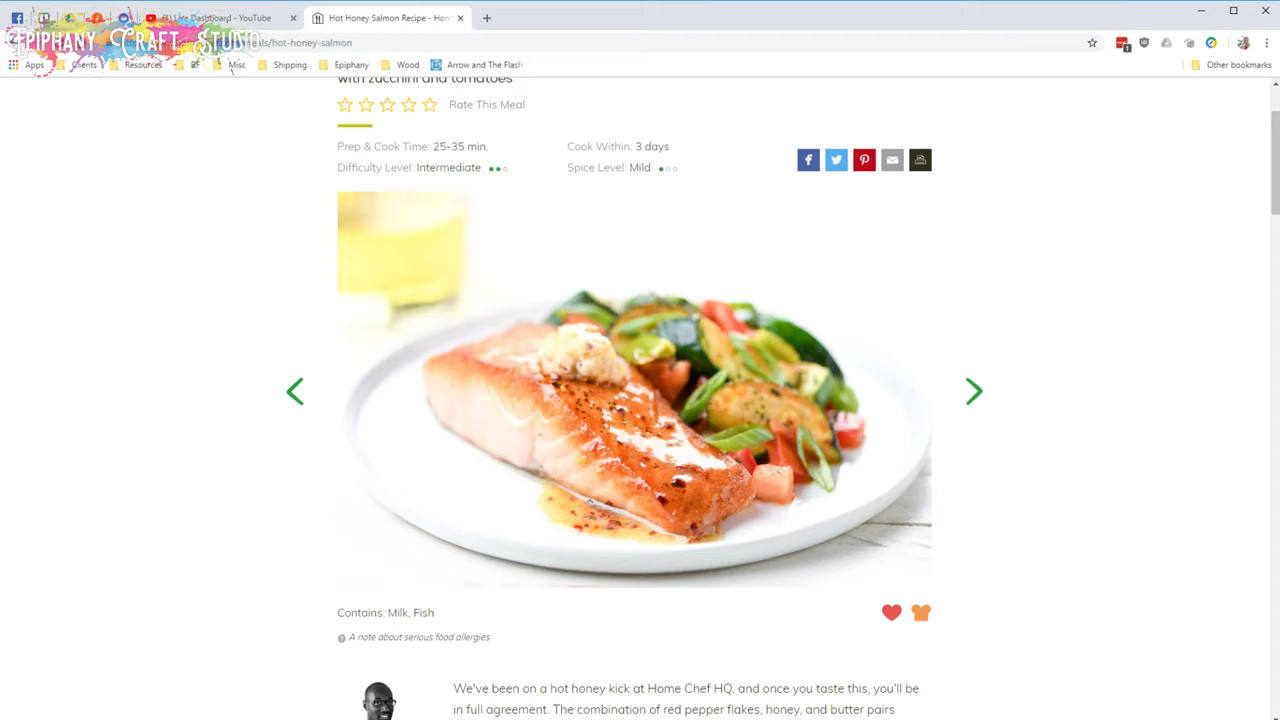 Live Dashboard - YouTube
Hot Honey Salmon Recipe - Hom
EPIPHANY CRAFT STUDIO
/hot-honey-salmon
Apps Clients Resources Misc Shipping Epiphany Wood Arrow and The Flash Other bookmarks
with zucchini and tomatoes
Rate This Meal
Prep & Cook Time: 25-35 min.
Cook Within: 3 days
Difficulty Level: Intermediate
Spice Level: Mild
Contains: Milk, Fish
A note about serious food allergies
We've been on a hot honey kick at Home Chef HQ, and once you taste this, you'll be
in full agreement. The combination of red pepper flakes, honey, and butter pairs